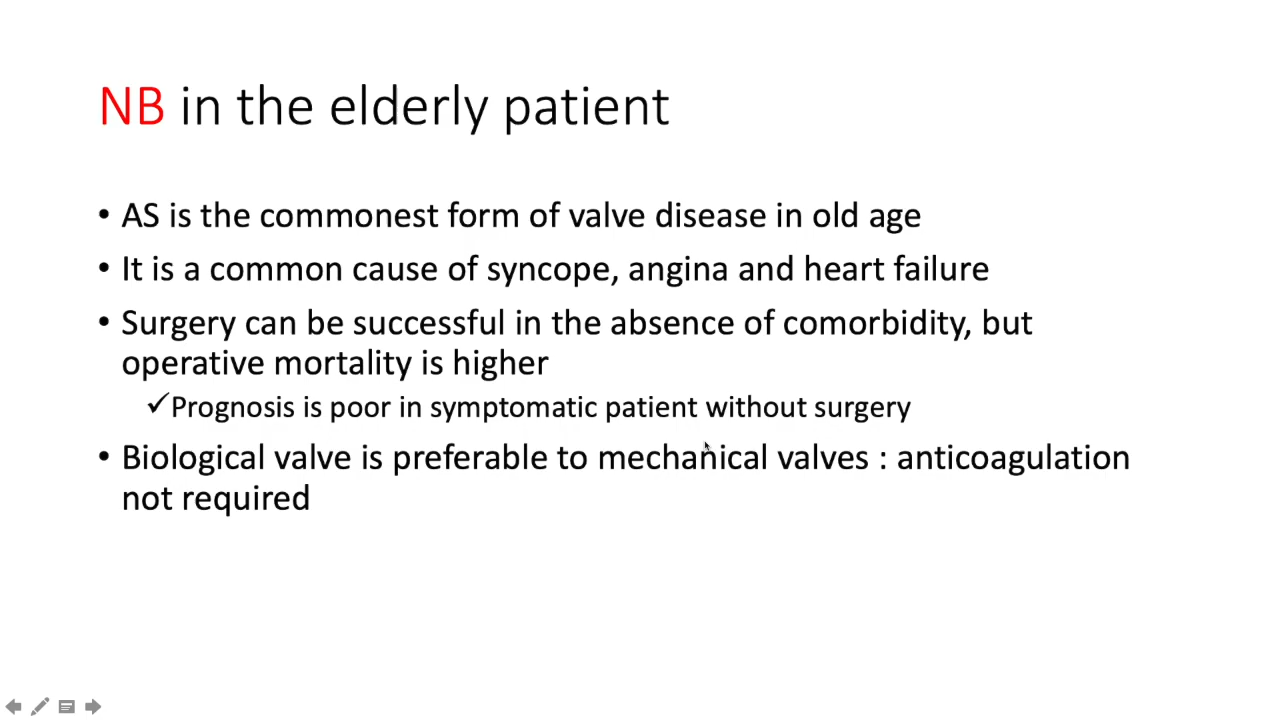 NB in the elderly patient
• AS is the commonest form of valve disease in old age
• It is a common cause of syncope, angina and heart failure
• Surgery can be successful in the absence of comorbidity, but
operative mortality is higher
✓Prognosis is poor in symptomatic patient without surgery
• Biological valve is preferable to mechanical valves : anticoagulation
not required